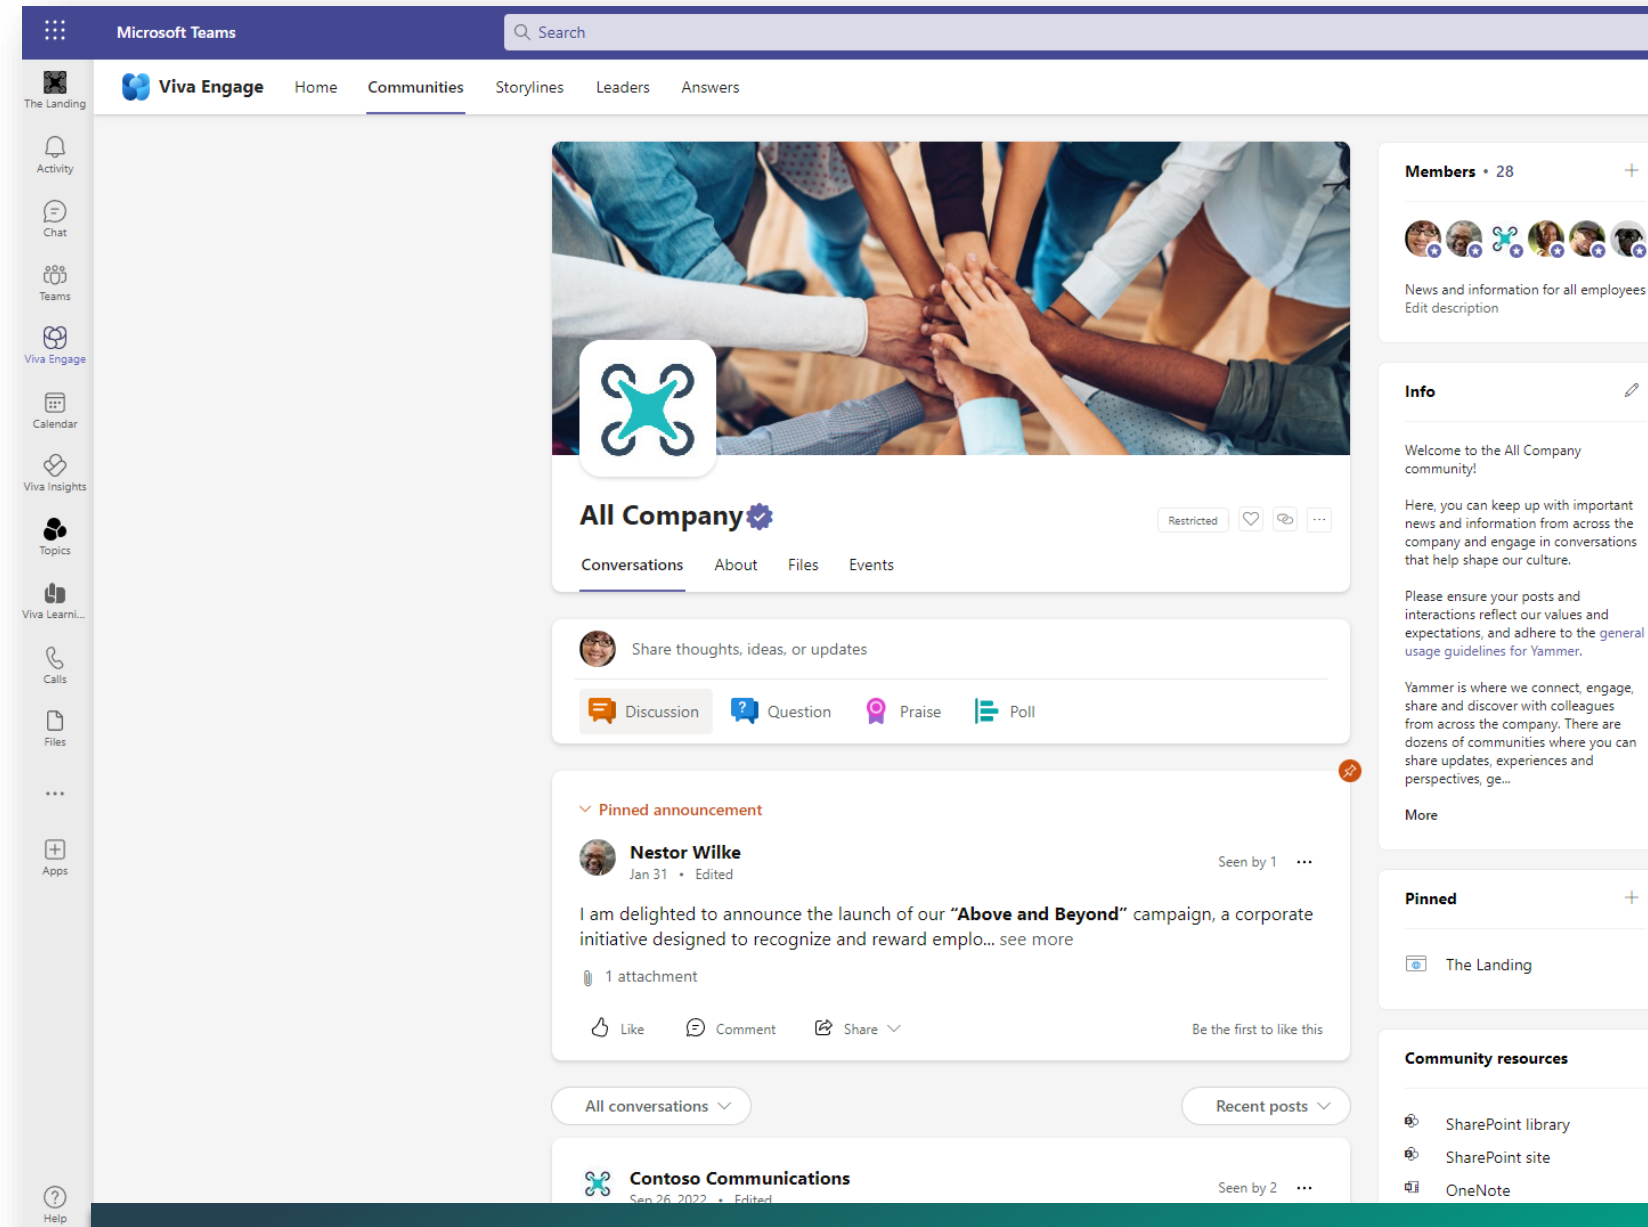 Microsoft Teams
Search
The Landing
Activity
Chat
Teams
Viva Engage
Calendar
Viva Insights
Topics
Viva Learni...
Calls
Files
Apps
Help
Viva Engage
Home
Communities
Storylines
Leaders
Answers
All Company
Restricted
Conversations
About
Files
Events
Share thoughts, ideas, or updates
Discussion
Question
Praise
Poll
Pinned announcement
Nestor Wilke
Jan 31 • Edited
Seen by 1
I am delighted to announce the launch of our “Above and Beyond” campaign, a corporate
initiative designed to recognize and reward emplo... see more
1 attachment
Like
Comment
Share
Be the first to like this
All conversations
Recent posts
Contoso Communications
Sep 26, 2022 • Edited
Seen by 2
Members • 28
News and information for all employees
Edit description
Info
Welcome to the All Company
community!
Here, you can keep up with important
news and information from across the
company and engage in conversations
that help shape our culture.
Please ensure your posts and
interactions reflect our values and
expectations, and adhere to the general
usage guidelines for Yammer.
Yammer is where we connect, engage,
share and discover with colleagues
from across the company. There are
dozens of communities where you can
share updates, experiences and
perspectives, ge...
More
Pinned
The Landing
Community resources
SharePoint library
SharePoint site
OneNote